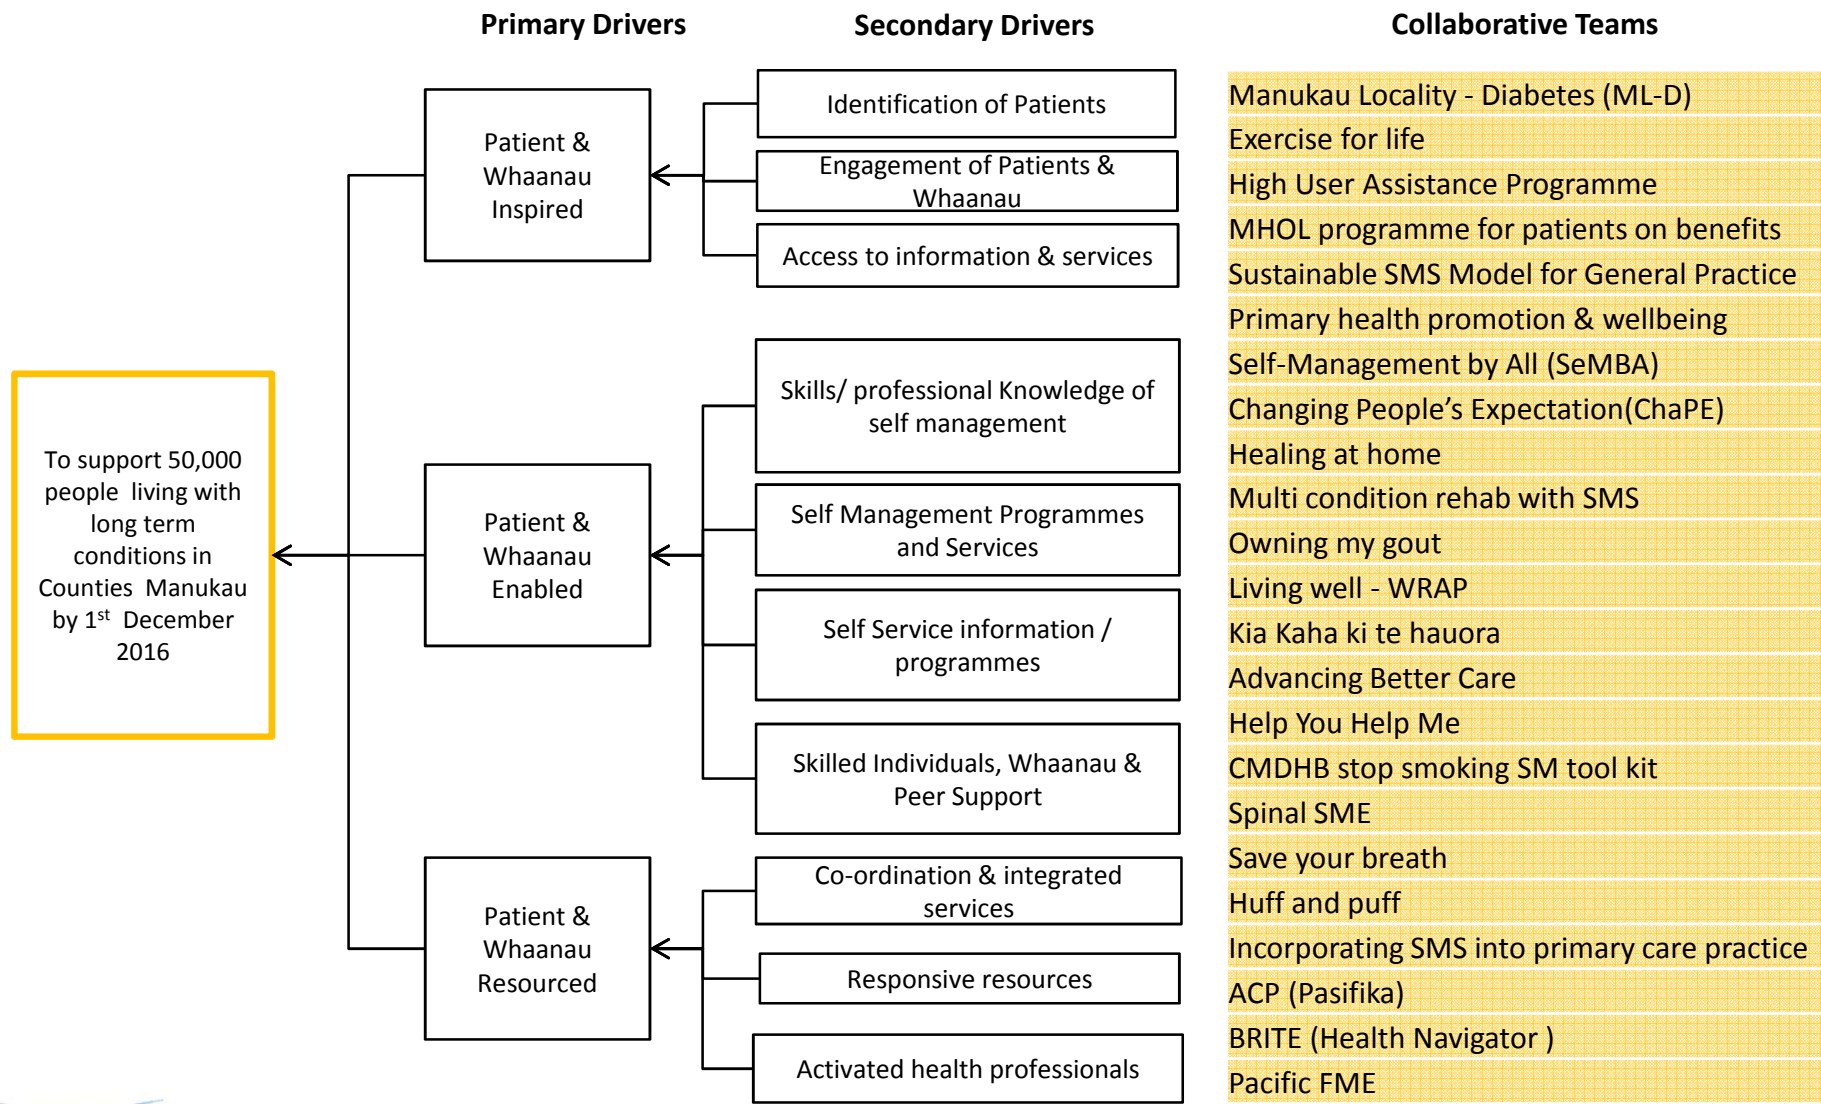 Primary Drivers
Secondary Drivers
Collaborative Teams
To support 50,000
people living with
long term
conditions in
Counties Manukau
by 1st December
2016
Patient &
Whaanau
Inspired
Identification of Patients
Engagement of Patients &
Whaanau
Access to information & services
Patient &
Whaanau
Enabled
Skills/ professional Knowledge of
self management
Self Management Programmes
and Services
Self Service information /
programmes
Skilled Individuals, Whaanau &
Peer Support
Patient &
Whaanau
Resourced
Co-ordination & integrated
services
Responsive resources
Activated health professionals
Manukau Locality - Diabetes (ML-D)
Exercise for life
High User Assistance Programme
MHOL programme for patients on benefits
Sustainable SMS Model for General Practice
Primary health promotion & wellbeing
Self-Management by All (SeMBA)
Changing People’s Expectation(ChaPE)
Healing at home
Multi condition rehab with SMS
Owning my gout
Living well - WRAP
Kia Kaha ki te hauora
Advancing Better Care
Help You Help Me
CMDHB stop smoking SM tool kit
Spinal SME
Save your breath
Huff and puff
Incorporating SMS into primary care practice
ACP (Pasifika)
BRITE (Health Navigator )
Pacific FME